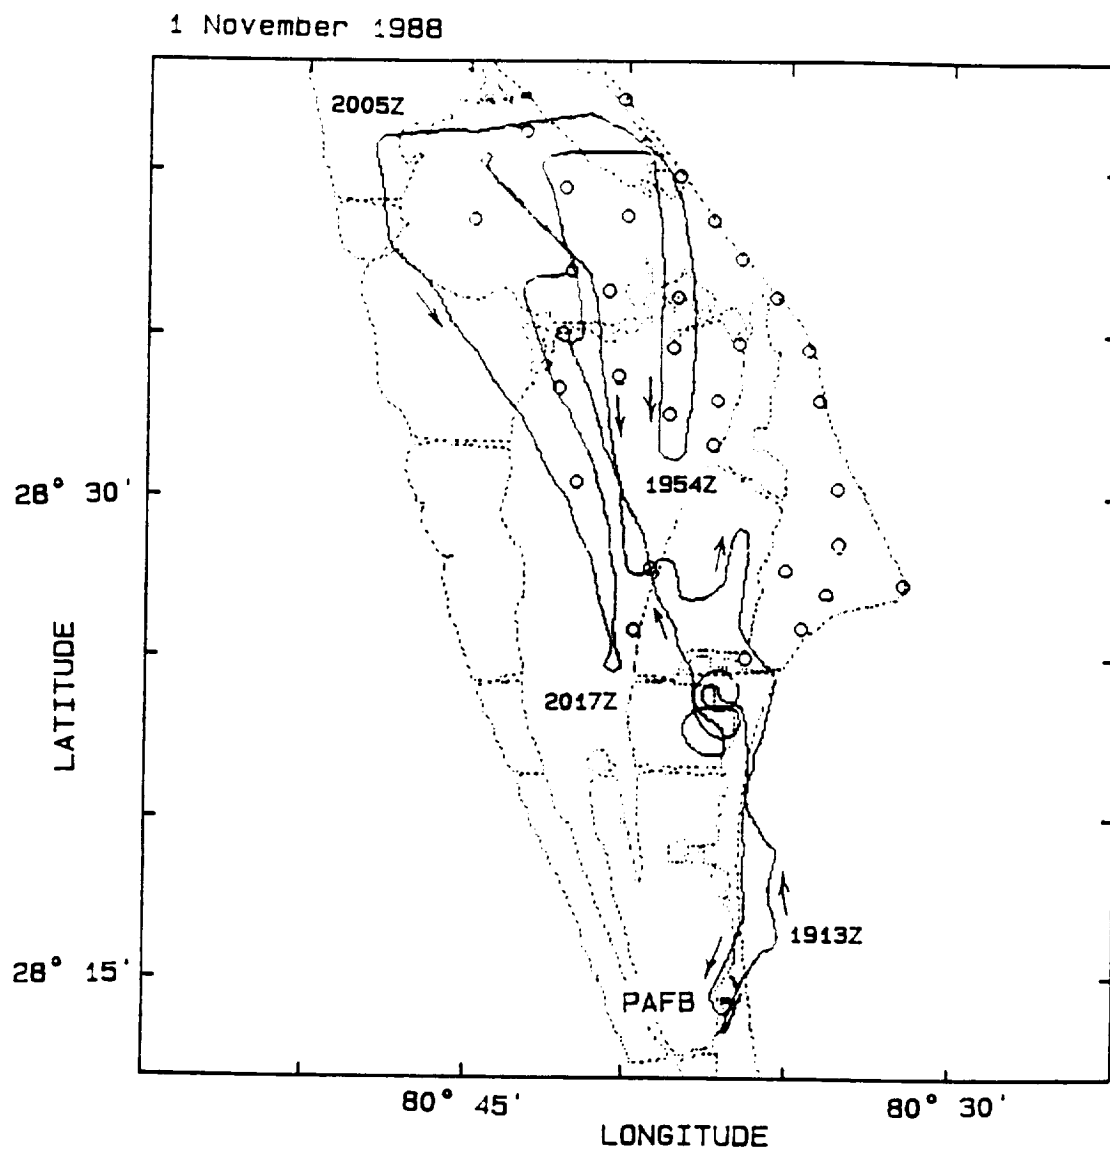 1 November 1988
2005Z
28° 30'
1954Z
LATITUDE
2017Z
1913Z
28° 15'
PAFB
80° 45'
80° 30'
LONGITUDE